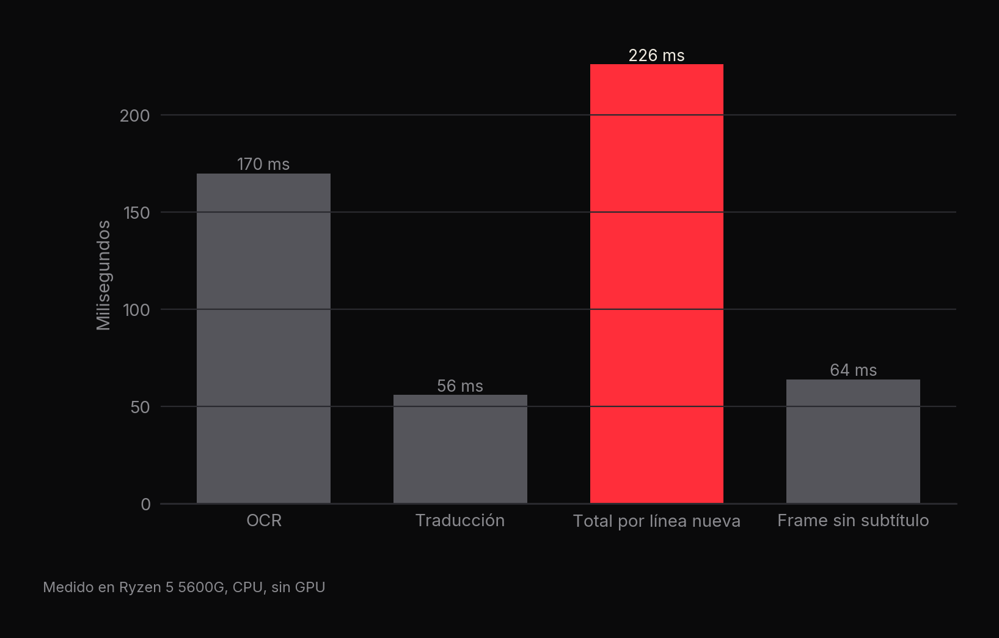 226 ms
200
170 ms
150
Milisegundos
100
64 ms
56 ms
50
0
OCR
Traducción
Total por línea nueva
Frame sin subtítulo
Medido en Ryzen 5 5600G, CPU, sin GPU